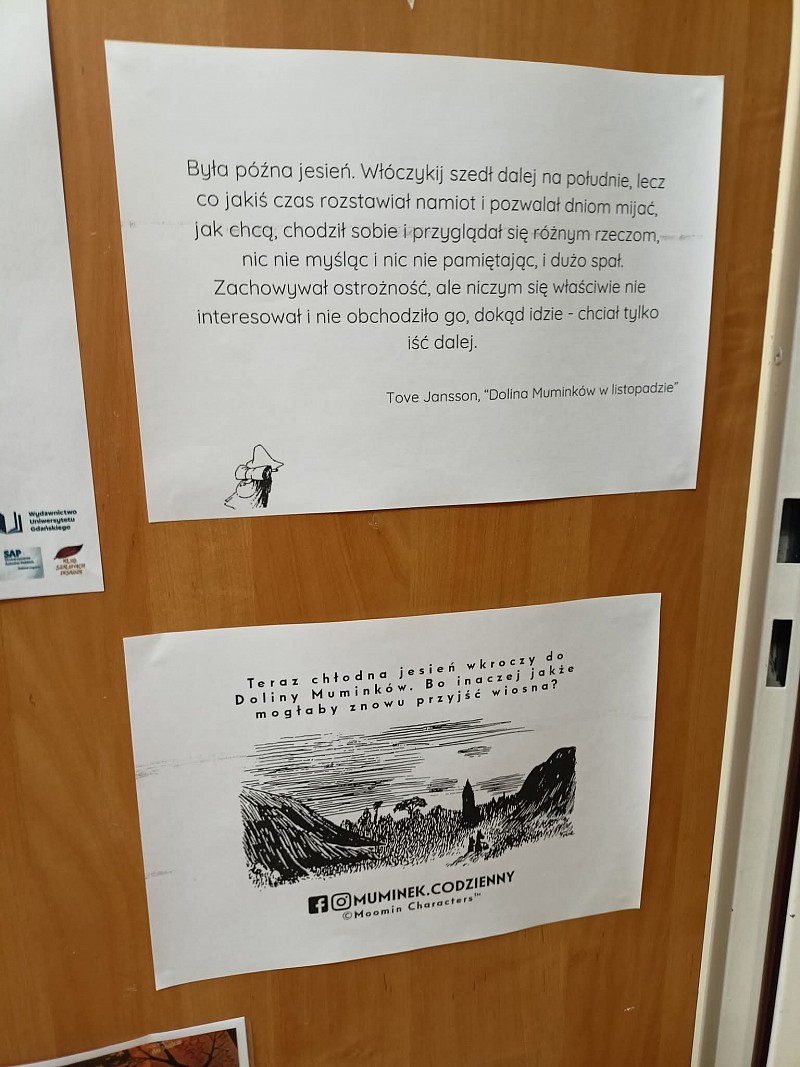 Była późna jesień. Włóczykij szedł dalej na południe, lecz
co jakiś czas rozstawiał namiot i pozwalał dniom mijać,
jak chcą, chodził sobie i przyglądał się różnym rzeczom,
nic nie myśląc i nic nie pamiętając, i dużo spał.
Zachowywał ostrożność, ale niczym się właściwie nie
interesował i nie obchodziło go, dokąd idzie - chciał tylko
iść dalej.
Tove Jansson, “Dolina Muminków w listopadzie”
Wydawnictwo
Uniwersytetu
Gdańskiego
SAP
Teraz chłodna jesień wkroczy do
Doliny Muminków. Bo inaczej jakże
mogłaby znowu przyjść wiosna?
MUMINEK.CODZIENNY
©Moomin Characters™